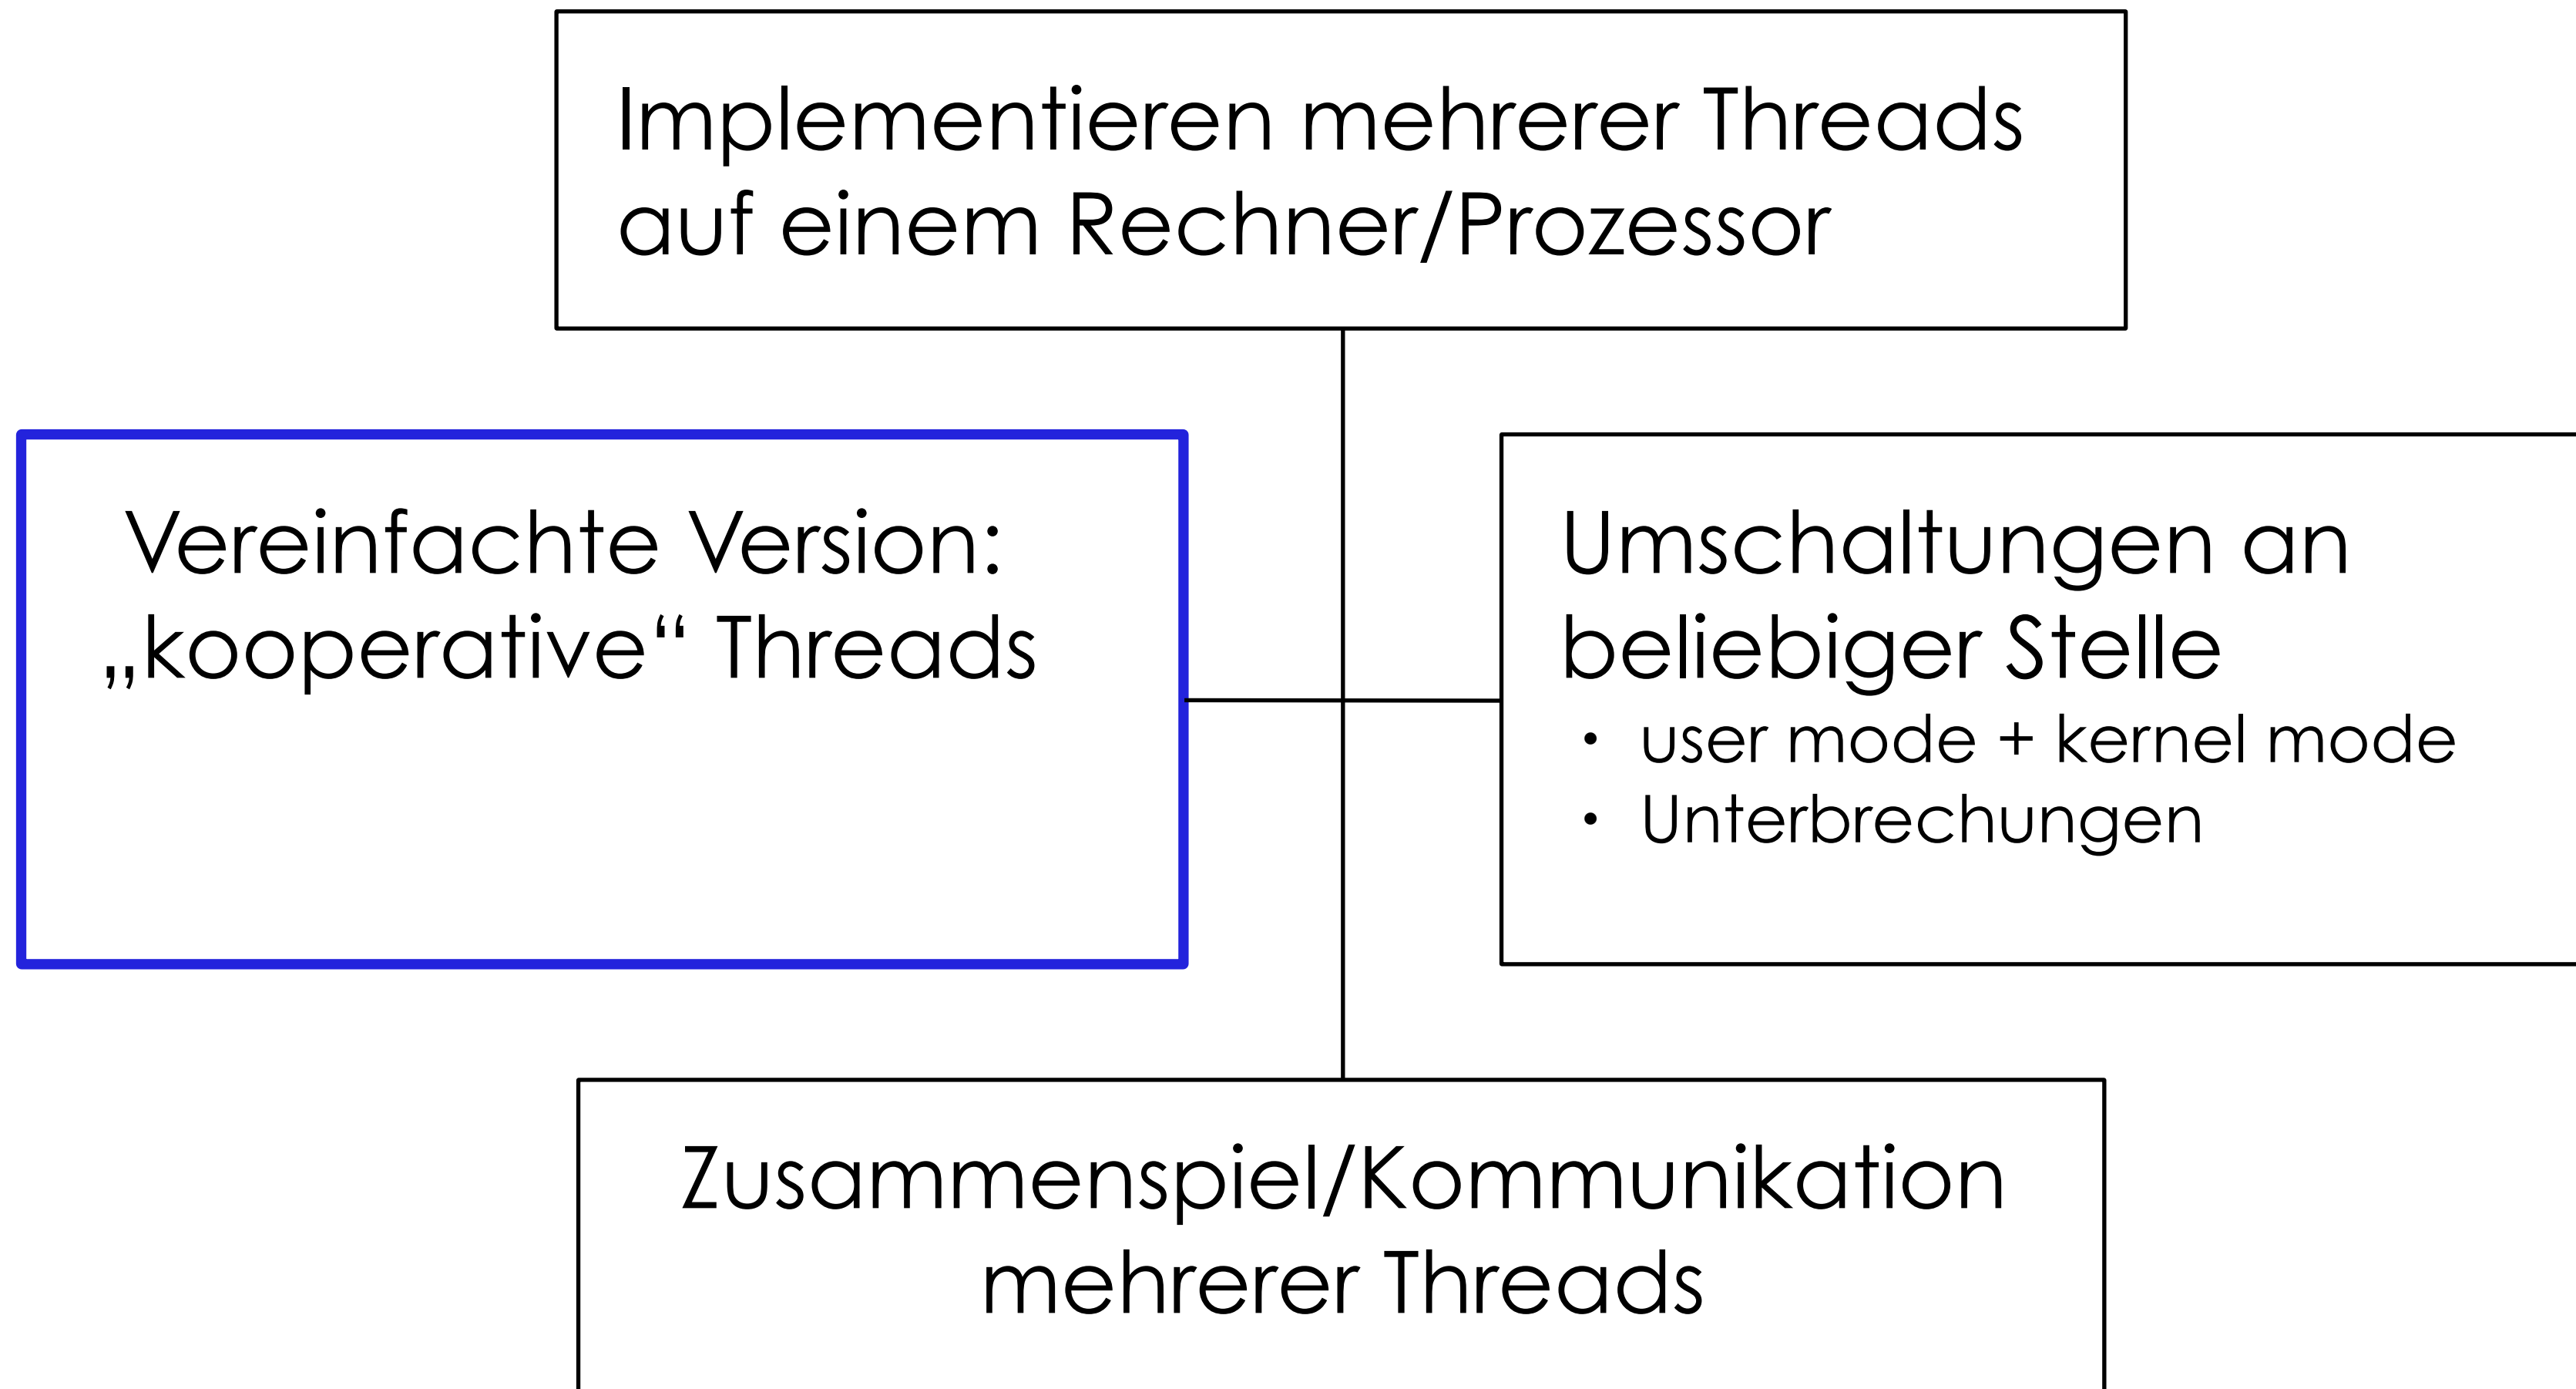 Implementieren mehrerer Threads
auf einem Rechner/Prozessor
Vereinfachte Version:
„kooperative“ Threads
Umschaltungen an
beliebiger Stelle
• user mode + kernel mode
• Unterbrechungen
Zusammenspiel/Kommunikation
mehrerer Threads